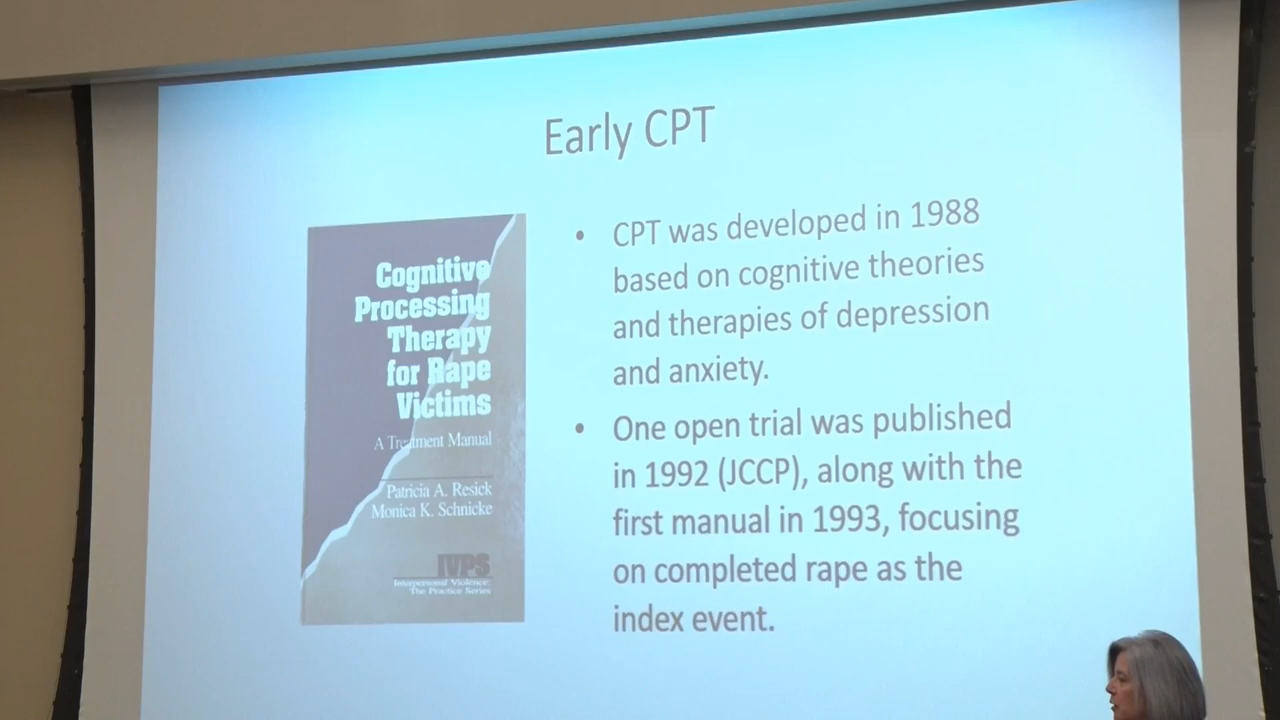 Early CPT
Cognitive
Processing
Therapy
for Rape
Victims
A Treatment Manual
Patricia A. Resick
Monica K. Schnicke
IVPS
Interpersonal Violence:
The Practice Series
• CPT was developed in 1988
based on cognitive theories
and therapies of depression
and anxiety.
• One open trial was published
in 1992 (JCCP), along with the
first manual in 1993, focusing
on completed rape as the
index event.